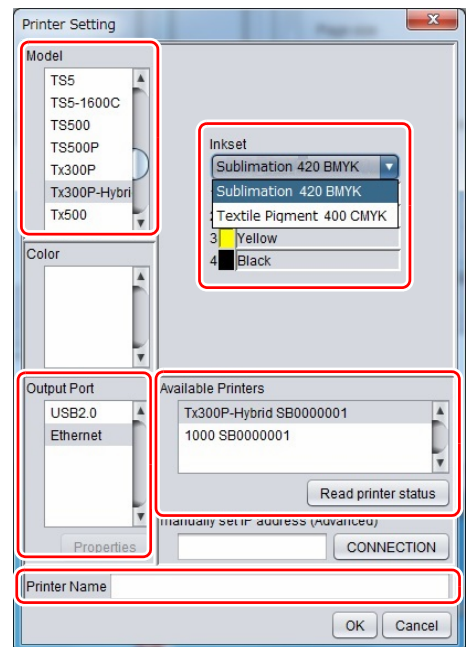 Printer Setting
Model
TS5
TS5-1600C
TS500
TS500P
Tx300P
Tx300P-Hybri
Tx500
Inkset
Sublimation 420 BMYK
Sublimation 420 BMYK
Textile Piqment 400 CMYK
3 Yellow
4 Black
Color
Output Port
USB2.0
Ethernet
Properties
Available Printers
Tx300P-Hybrid SB0000001
1000 SB0000001
Read printer status
manually set IP address (Advanced)
CONNECTION
Printer Name
OK
Cancel